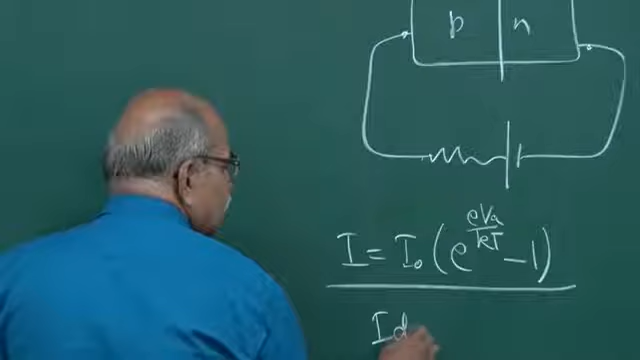 p n
I = I₀ (e^{eVa/kT} - 1)
Id